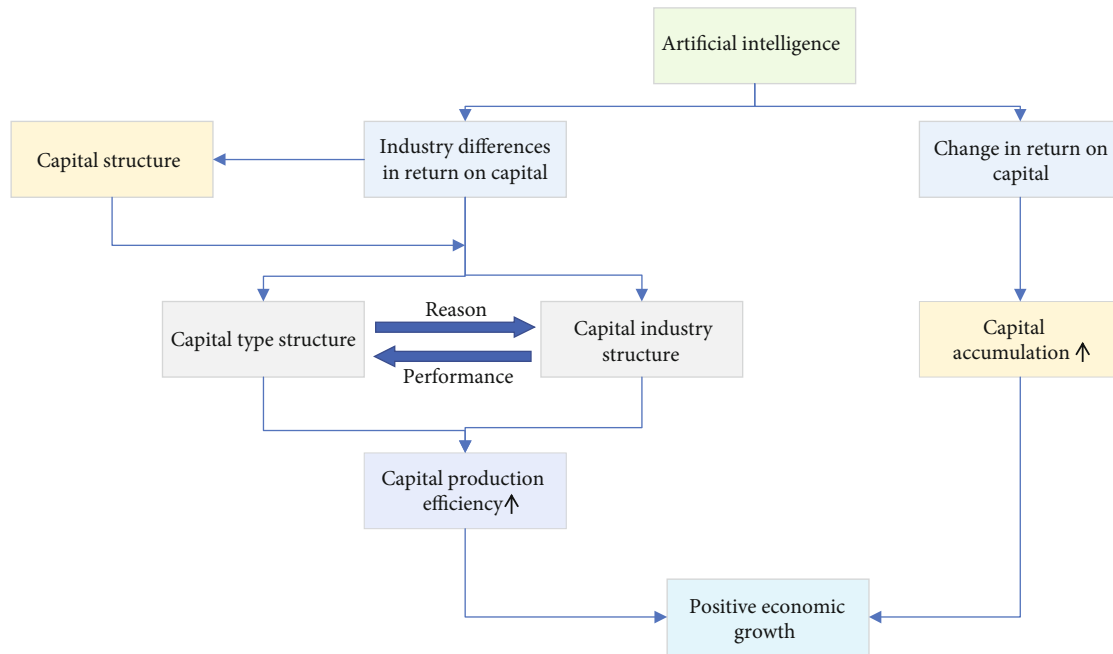 Artificial intelligence
Capital structure
Industry differences
in return on capital
Change in return on
capital
Capital type structure
Reason
Performance
Capital industry
structure
Capital
accumulation ↑
Capital production
efficiency↑
Positive economic
growth